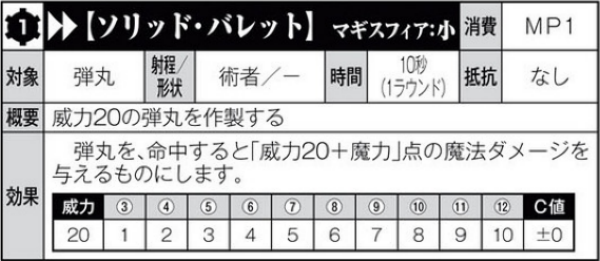 1 ▶▶【ソリッド・バレット】 マギスフィア:小 消費 MP1
対象 弾丸 射程/形状 術者/− 時間 10秒(1ラウンド) 抵抗 なし
概要 威力20の弾丸を作製する
効果 弾丸を、命中すると「威力20+魔力」点の魔法ダメージを
与えるものにします。
威力 ③ ④ ⑤ ⑥ ⑦ ⑧ ⑨ ⑩ ⑪ ⑫ C値
20 1 2 3 4 5 6 7 8 9 10 ±0